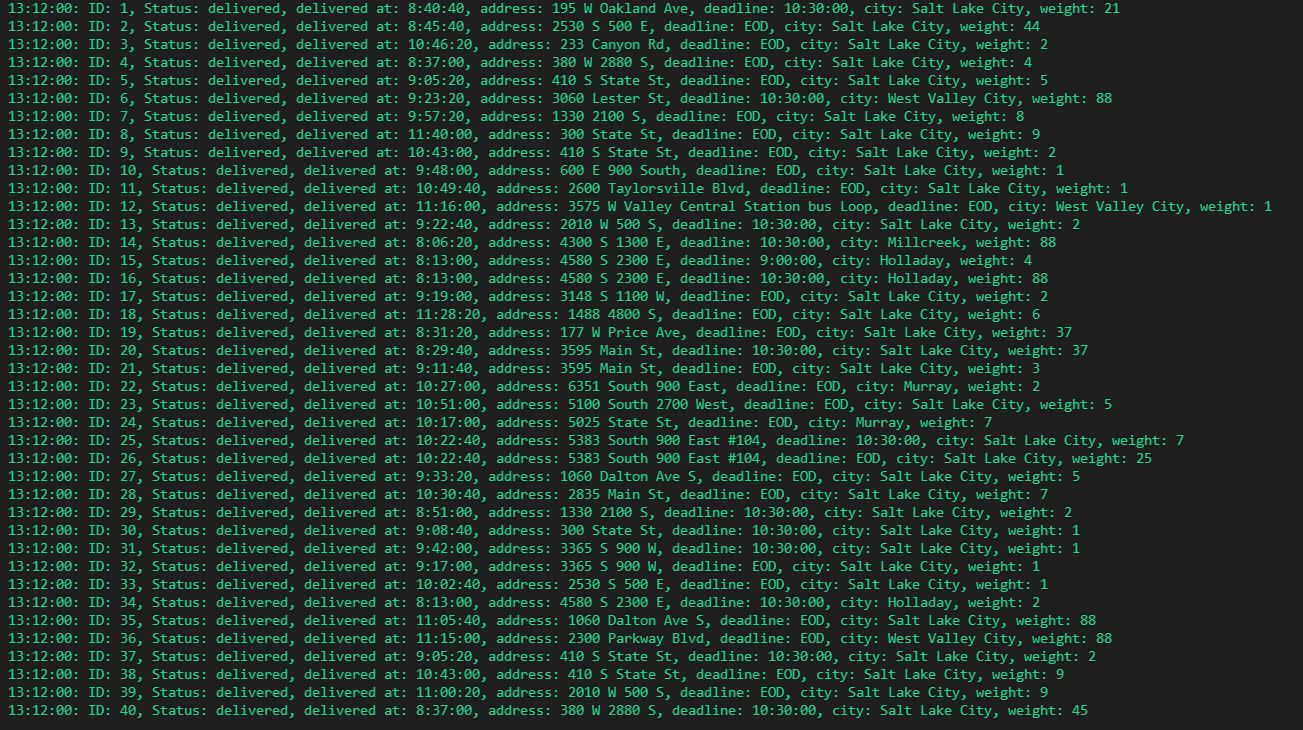 13:12:00: ID: 1, Status: delivered, delivered at: 8:40:40, address: 195 W Oakland Ave, deadline: 10:30:00, city: Salt Lake City, weight: 21
13:12:00: ID: 2, Status: delivered, delivered at: 8:45:40, address: 2530 S 500 E, deadline: EOD, city: Salt Lake City, weight: 44
13:12:00: ID: 3, Status: delivered, delivered at: 10:46:20, address: 233 Canyon Rd, deadline: EOD, city: Salt Lake City, weight: 2
13:12:00: ID: 4, Status: delivered, delivered at: 8:37:00, address: 380 W 2880 S, deadline: EOD, city: Salt Lake City, weight: 4
13:12:00: ID: 5, Status: delivered, delivered at: 9:05:20, address: 410 S State St, deadline: EOD, city: Salt Lake City, weight: 5
13:12:00: ID: 6, Status: delivered, delivered at: 9:23:20, address: 3060 Lester St, deadline: 10:30:00, city: West Valley City, weight: 88
13:12:00: ID: 7, Status: delivered, delivered at: 9:57:20, address: 1330 2100 S, deadline: EOD, city: Salt Lake City, weight: 8
13:12:00: ID: 8, Status: delivered, delivered at: 11:40:00, address: 300 State St, deadline: EOD, city: Salt Lake City, weight: 9
13:12:00: ID: 9, Status: delivered, delivered at: 10:43:00, address: 410 S State St, deadline: EOD, city: Salt Lake City, weight: 2
13:12:00: ID: 10, Status: delivered, delivered at: 9:48:00, address: 600 E 900 South, deadline: EOD, city: Salt Lake City, weight: 1
13:12:00: ID: 11, Status: delivered, delivered at: 10:49:40, address: 2600 Taylorsville Blvd, deadline: EOD, city: Salt Lake City, weight: 1
13:12:00: ID: 12, Status: delivered, delivered at: 11:16:00, address: 3575 W Valley Central Station bus Loop, deadline: EOD, city: West Valley City, weight: 1
13:12:00: ID: 13, Status: delivered, delivered at: 9:22:40, address: 2010 W 500 S, deadline: 10:30:00, city: Salt Lake City, weight: 2
13:12:00: ID: 14, Status: delivered, delivered at: 8:06:20, address: 4300 S 1300 E, deadline: 10:30:00, city: Millcreek, weight: 88
13:12:00: ID: 15, Status: delivered, delivered at: 8:13:00, address: 4580 S 2300 E, deadline: 9:00:00, city: Holladay, weight: 4
13:12:00: ID: 16, Status: delivered, delivered at: 8:13:00, address: 4580 S 2300 E, deadline: 10:30:00, city: Holladay, weight: 88
13:12:00: ID: 17, Status: delivered, delivered at: 9:19:00, address: 3148 S 1100 W, deadline: EOD, city: Salt Lake City, weight: 2
13:12:00: ID: 18, Status: delivered, delivered at: 11:28:20, address: 1488 4800 S, deadline: EOD, city: Salt Lake City, weight: 6
13:12:00: ID: 19, Status: delivered, delivered at: 8:31:20, address: 177 W Price Ave, deadline: EOD, city: Salt Lake City, weight: 37
13:12:00: ID: 20, Status: delivered, delivered at: 8:29:40, address: 3595 Main St, deadline: 10:30:00, city: Salt Lake City, weight: 37
13:12:00: ID: 21, Status: delivered, delivered at: 9:11:40, address: 3595 Main St, deadline: EOD, city: Salt Lake City, weight: 3
13:12:00: ID: 22, Status: delivered, delivered at: 10:27:00, address: 6351 South 900 East, deadline: EOD, city: Murray, weight: 2
13:12:00: ID: 23, Status: delivered, delivered at: 10:51:00, address: 5100 South 2700 West, deadline: EOD, city: Salt Lake City, weight: 5
13:12:00: ID: 24, Status: delivered, delivered at: 10:17:00, address: 5025 State St, deadline: EOD, city: Murray, weight: 7
13:12:00: ID: 25, Status: delivered, delivered at: 10:22:40, address: 5383 South 900 East #104, deadline: 10:30:00, city: Salt Lake City, weight: 7
13:12:00: ID: 26, Status: delivered, delivered at: 10:22:40, address: 5383 South 900 East #104, deadline: EOD, city: Salt Lake City, weight: 25
13:12:00: ID: 27, Status: delivered, delivered at: 9:33:20, address: 1060 Dalton Ave S, deadline: EOD, city: Salt Lake City, weight: 5
13:12:00: ID: 28, Status: delivered, delivered at: 10:30:40, address: 2835 Main St, deadline: EOD, city: Salt Lake City, weight: 7
13:12:00: ID: 29, Status: delivered, delivered at: 8:51:00, address: 1330 2100 S, deadline: 10:30:00, city: Salt Lake City, weight: 2
13:12:00: ID: 30, Status: delivered, delivered at: 9:08:40, address: 300 State St, deadline: 10:30:00, city: Salt Lake City, weight: 1
13:12:00: ID: 31, Status: delivered, delivered at: 9:42:00, address: 3365 S 900 W, deadline: 10:30:00, city: Salt Lake City, weight: 1
13:12:00: ID: 32, Status: delivered, delivered at: 9:17:00, address: 3365 S 900 W, deadline: EOD, city: Salt Lake City, weight: 1
13:12:00: ID: 33, Status: delivered, delivered at: 10:02:40, address: 2530 S 500 E, deadline: EOD, city: Salt Lake City, weight: 1
13:12:00: ID: 34, Status: delivered, delivered at: 8:13:00, address: 4580 S 2300 E, deadline: 10:30:00, city: Holladay, weight: 2
13:12:00: ID: 35, Status: delivered, delivered at: 11:05:40, address: 1060 Dalton Ave S, deadline: EOD, city: Salt Lake City, weight: 88
13:12:00: ID: 36, Status: delivered, delivered at: 11:15:00, address: 2300 Parkway Blvd, deadline: EOD, city: West Valley City, weight: 88
13:12:00: ID: 37, Status: delivered, delivered at: 9:05:20, address: 410 S State St, deadline: 10:30:00, city: Salt Lake City, weight: 2
13:12:00: ID: 38, Status: delivered, delivered at: 10:43:00, address: 410 S State St, deadline: EOD, city: Salt Lake City, weight: 9
13:12:00: ID: 39, Status: delivered, delivered at: 11:00:20, address: 2010 W 500 S, deadline: EOD, city: Salt Lake City, weight: 9
13:12:00: ID: 40, Status: delivered, delivered at: 8:37:00, address: 380 W 2880 S, deadline: 10:30:00, city: Salt Lake City, weight: 45